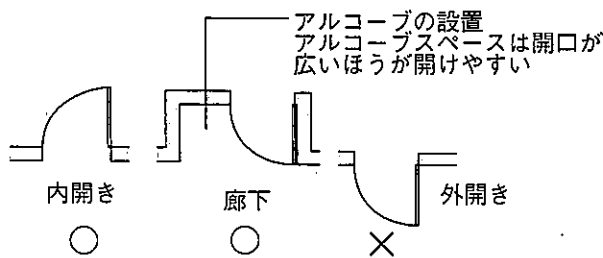 アルコーブの設置
アルコーブスペースは開口が
広いほうが開けやすい
内開き
廊下
外開き
○
○
×